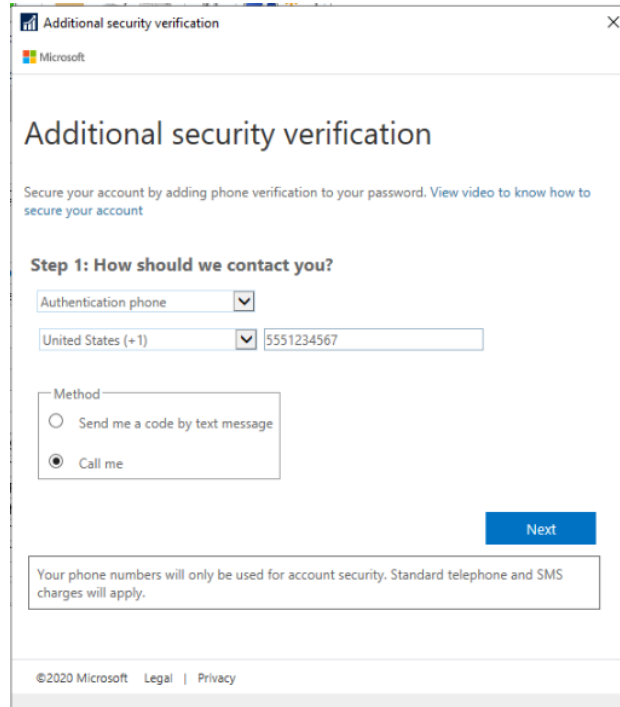 Additional security verification
Microsoft
Additional security verification
Secure your account by adding phone verification to your password. View video to know how to
secure your account
Step 1: How should we contact you?
Authentication phone
United States (+1) 5551234567
Method
Send me a code by text message
Call me
Next
Your phone numbers will only be used for account security. Standard telephone and SMS
charges will apply.
©2020 Microsoft Legal | Privacy